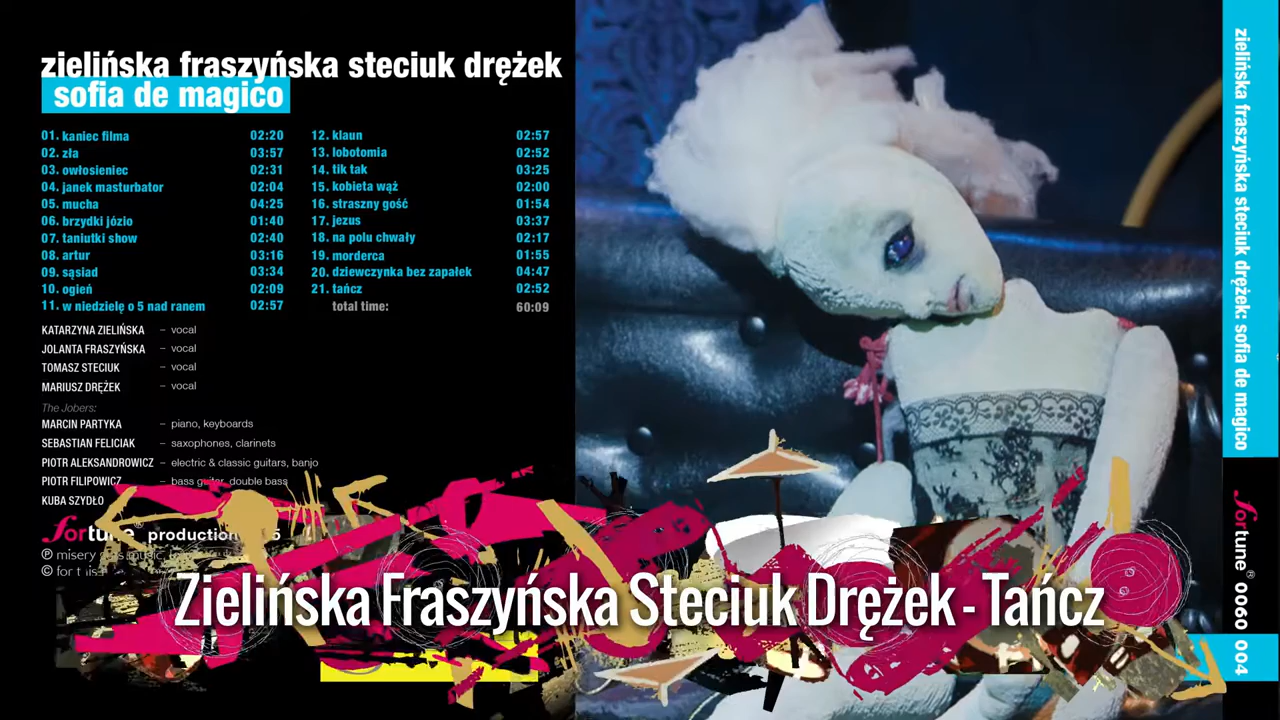 zielińska fraszyńska steciuk drężek
sofia de magico
01. kaniec filma 02:20
02. zła 03:57
03. owłosieniec 02:31
04. janek masturbator 02:04
05. mucha 04:25
06. brzydki józio 01:40
07. taniutki show 02:40
08. artur 03:16
09. sąsiad 03:34
10. ogień 02:09
11. w niedzielę o 5 nad ranem 02:57
12. klaun 02:57
13. lobotomia 02:52
14. tik tak 03:25
15. kobieta wąż 02:00
16. straszny gość 01:54
17. jezus 03:37
18. na polu chwały 02:17
19. morderca 01:55
20. dziewczynka bez zapałek 04:47
21. tańcz 02:52
total time: 60:09
KATARZYNA ZIELIŃSKA – vocal
JOLANTA FRASZYŃSKA – vocal
TOMASZ STECIUK – vocal
MARIUSZ DRĘŻEK – vocal
The Jobers:
MARCIN PARTYKA – piano, keyboards
SEBASTIAN FELICIAK – saxophones, clarinets
PIOTR ALEKSANDROWICZ – electric & classic guitars, banjo
PIOTR FILIPOWICZ – bass guitar, double bass
KUBA SZYDŁO
fortune® production
℗ misery
© for
Zielińska Fraszyńska Steciuk Drężek - Tańcz
zielińska fraszyńska steciuk drężek: sofia de magico
fortune® 0060 004